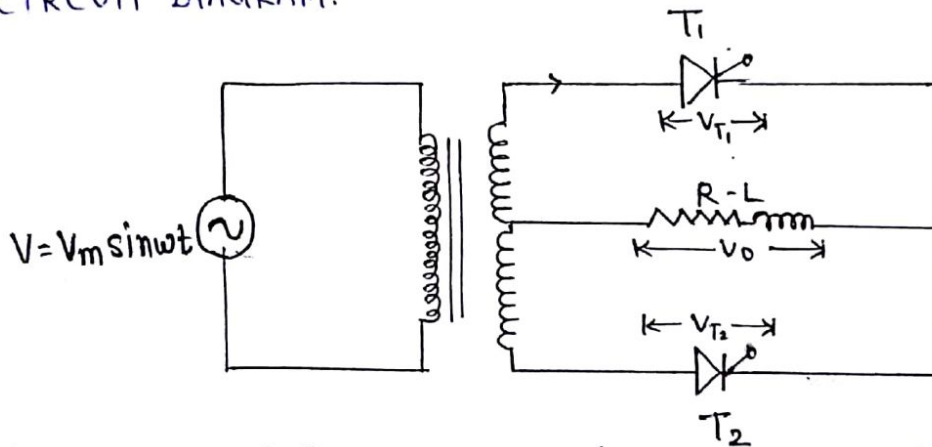 CIRCUIT DIAGRAM:
T1
VT1
R-L
V=Vm sinωt
V0
VT2
T2